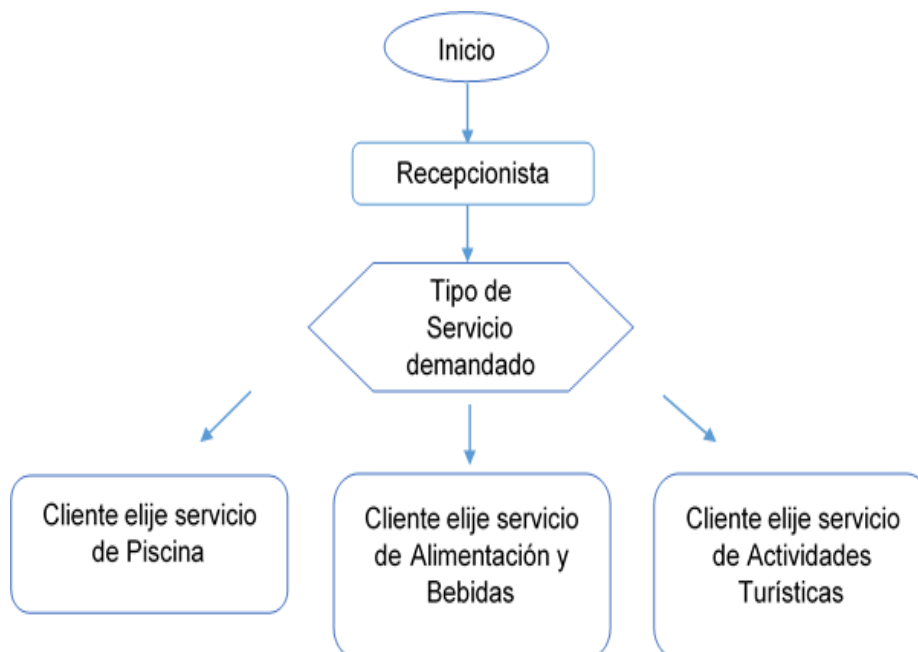 Inicio
Recepcionista
Tipo de
Servicio
demandado
Cliente elije servicio
de Piscina
Cliente elije servicio
de Alimentación y
Bebidas
Cliente elije servicio
de Actividades
Turísticas